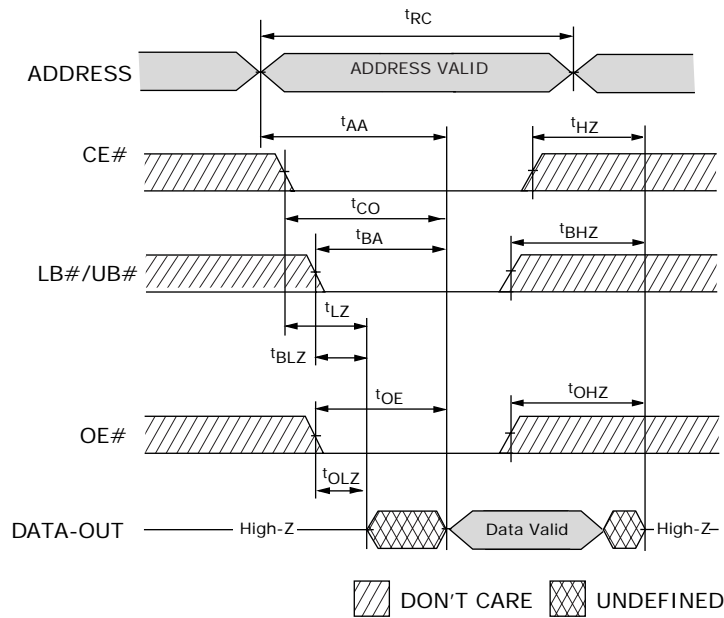 tRC
ADDRESS
ADDRESS VALID
tAA
tHZ
CE#
tCO
tBA
tBHZ
LB#/UB#
tLZ
tBLZ
tOE
tOHZ
OE#
tOLZ
DATA-OUT
High-Z
Data Valid
High-Z
DON'T CARE
UNDEFINED